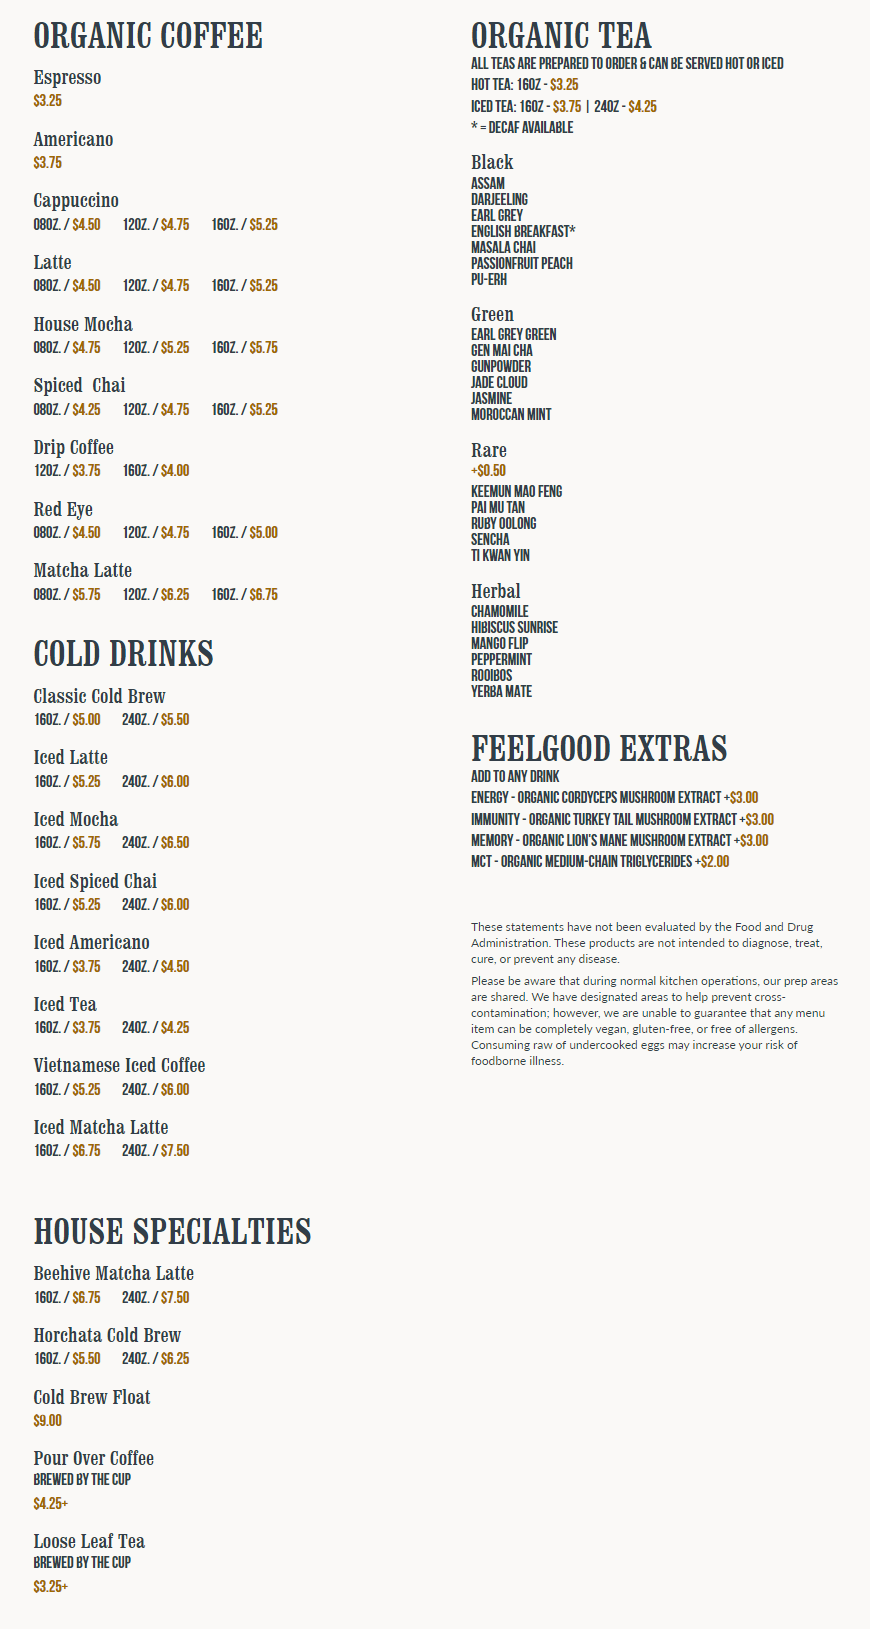 ORGANIC COFFEE
Espresso
$3.25
Americano
$3.75
Cappuccino
08OZ. / $4.50 12OZ. / $4.75 16OZ. / $5.25
Latte
08OZ. / $4.50 12OZ. / $4.75 16OZ. / $5.25
House Mocha
08OZ. / $4.75 12OZ. / $5.25 16OZ. / $5.75
Spiced Chai
08OZ. / $4.25 12OZ. / $4.75 16OZ. / $5.25
Drip Coffee
12OZ. / $3.75 16OZ. / $4.00
Red Eye
08OZ. / $4.50 12OZ. / $4.75 16OZ. / $5.00
Matcha Latte
08OZ. / $5.75 12OZ. / $6.25 16OZ. / $6.75
COLD DRINKS
Classic Cold Brew
16OZ. / $5.00 24OZ. / $5.50
Iced Latte
16OZ. / $5.25 24OZ. / $6.00
Iced Mocha
16OZ. / $5.75 24OZ. / $6.50
Iced Spiced Chai
16OZ. / $5.25 24OZ. / $6.00
Iced Americano
16OZ. / $3.75 24OZ. / $4.50
Iced Tea
16OZ. / $3.75 24OZ. / $4.25
Vietnamese Iced Coffee
16OZ. / $5.25 24OZ. / $6.00
Iced Matcha Latte
16OZ. / $6.75 24OZ. / $7.50
HOUSE SPECIALTIES
Beehive Matcha Latte
16OZ. / $6.75 24OZ. / $7.50
Horchata Cold Brew
16OZ. / $5.50 24OZ. / $6.25
Cold Brew Float
$9.00
Pour Over Coffee
BREWED BY THE CUP
$4.25+
Loose Leaf Tea
BREWED BY THE CUP
$3.25+
ORGANIC TEA
ALL TEAS ARE PREPARED TO ORDER & CAN BE SERVED HOT OR ICED
HOT TEA: 16OZ - $3.25
ICED TEA: 16OZ - $3.75 | 24OZ - $4.25
* = DECAF AVAILABLE
Black
ASSAM
DARJEELING
EARL GREY
ENGLISH BREAKFAST*
MASALA CHAI
PASSIONFRUIT PEACH
PU-ERH
Green
EARL GREY GREEN
GEN MAI CHA
GUNPOWDER
JADE CLOUD
JASMINE
MOROCCAN MINT
Rare
+$0.50
KEEMUN MAO FENG
PAI MU TAN
RUBY OOLONG
SENCHA
TI KWAN YIN
Herbal
CHAMOMILE
HIBISCUS SUNRISE
MANGO FLIP
PEPPERMINT
ROOIBOS
YERBA MATE
FEELGOOD EXTRAS
ADD TO ANY DRINK
ENERGY - ORGANIC CORDYCEPS MUSHROOM EXTRACT +$3.00
IMMUNITY - ORGANIC TURKEY TAIL MUSHROOM EXTRACT +$3.00
MEMORY - ORGANIC LION'S MANE MUSHROOM EXTRACT +$3.00
MCT - ORGANIC MEDIUM-CHAIN TRIGLYCERIDES +$2.00
These statements have not been evaluated by the Food and Drug
Administration. These products are not intended to diagnose, treat,
cure, or prevent any disease.
Please be aware that during normal kitchen operations, our prep areas
are shared. We have designated areas to help prevent cross-
contamination; however, we are unable to guarantee that any menu
item can be completely vegan, gluten-free, or free of allergens.
Consuming raw of undercooked eggs may increase your risk of
foodborne illness.